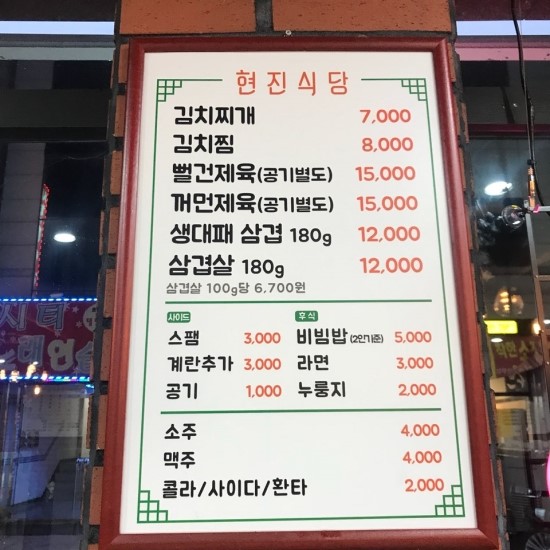 현진식당
김치찌개 7,000
김치찜 8,000
뻘건제육(공기별도) 15,000
꺼먼제육(공기별도) 15,000
생대패 삼겹 180g 12,000
삼겹살 180g 12,000
삼겹살 100g당 6,700원
사이드
스팸 3,000
계란추가 3,000
공기 1,000
후식
비빔밥(2인기준) 5,000
라면 3,000
누룽지 2,000
소주 4,000
맥주 4,000
콜라/사이다/환타 2,000